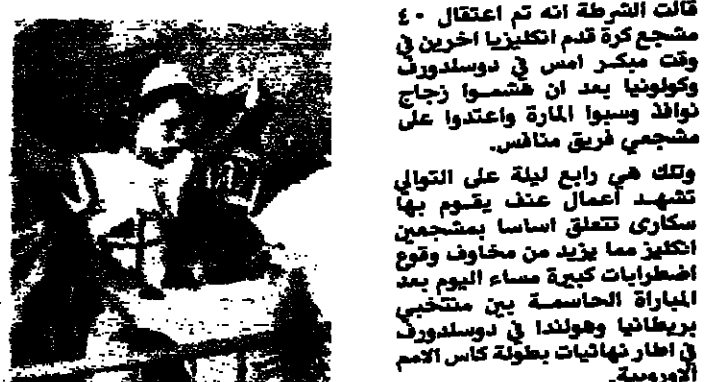 قالت الشرطة انه تم اعتقال ٤٠
مشجع كرة قدم انكليزيا اخرين في
وقت مبكر امس في دوسلدورف
وكولونيا بعد ان هشموا زجاج
نوافذ وسبوا المارة واعتدوا على
مشجعي فريق منافس.
وتلك هي رابع ليلة على التوالي
تشهد اعمال عنف يقوم بها
سكارى تتعلق اساسا بمشجعين
انكليز مما يزيد من مخاوف وقوع
اضطرابات كبيرة مساء اليوم بعد
المباراة الحاسمة بين منتخبي
بريطانيا وهولندا في دوسلدورف
في اطار نهائيات بطولة كاس الامم
الاوروبية.